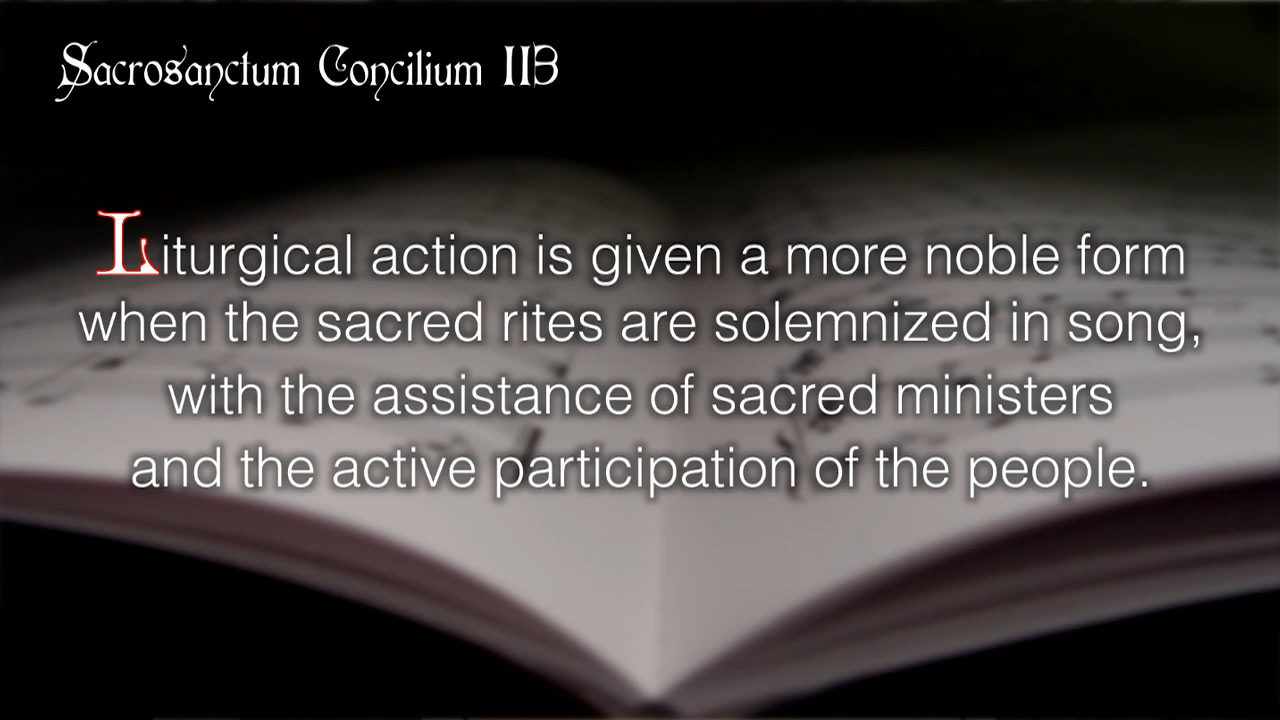 Sacrosanctum Concilium 113
Liturgical action is given a more noble form
when the sacred rites are solemnized in song,
with the assistance of sacred ministers
and the active participation of the people.